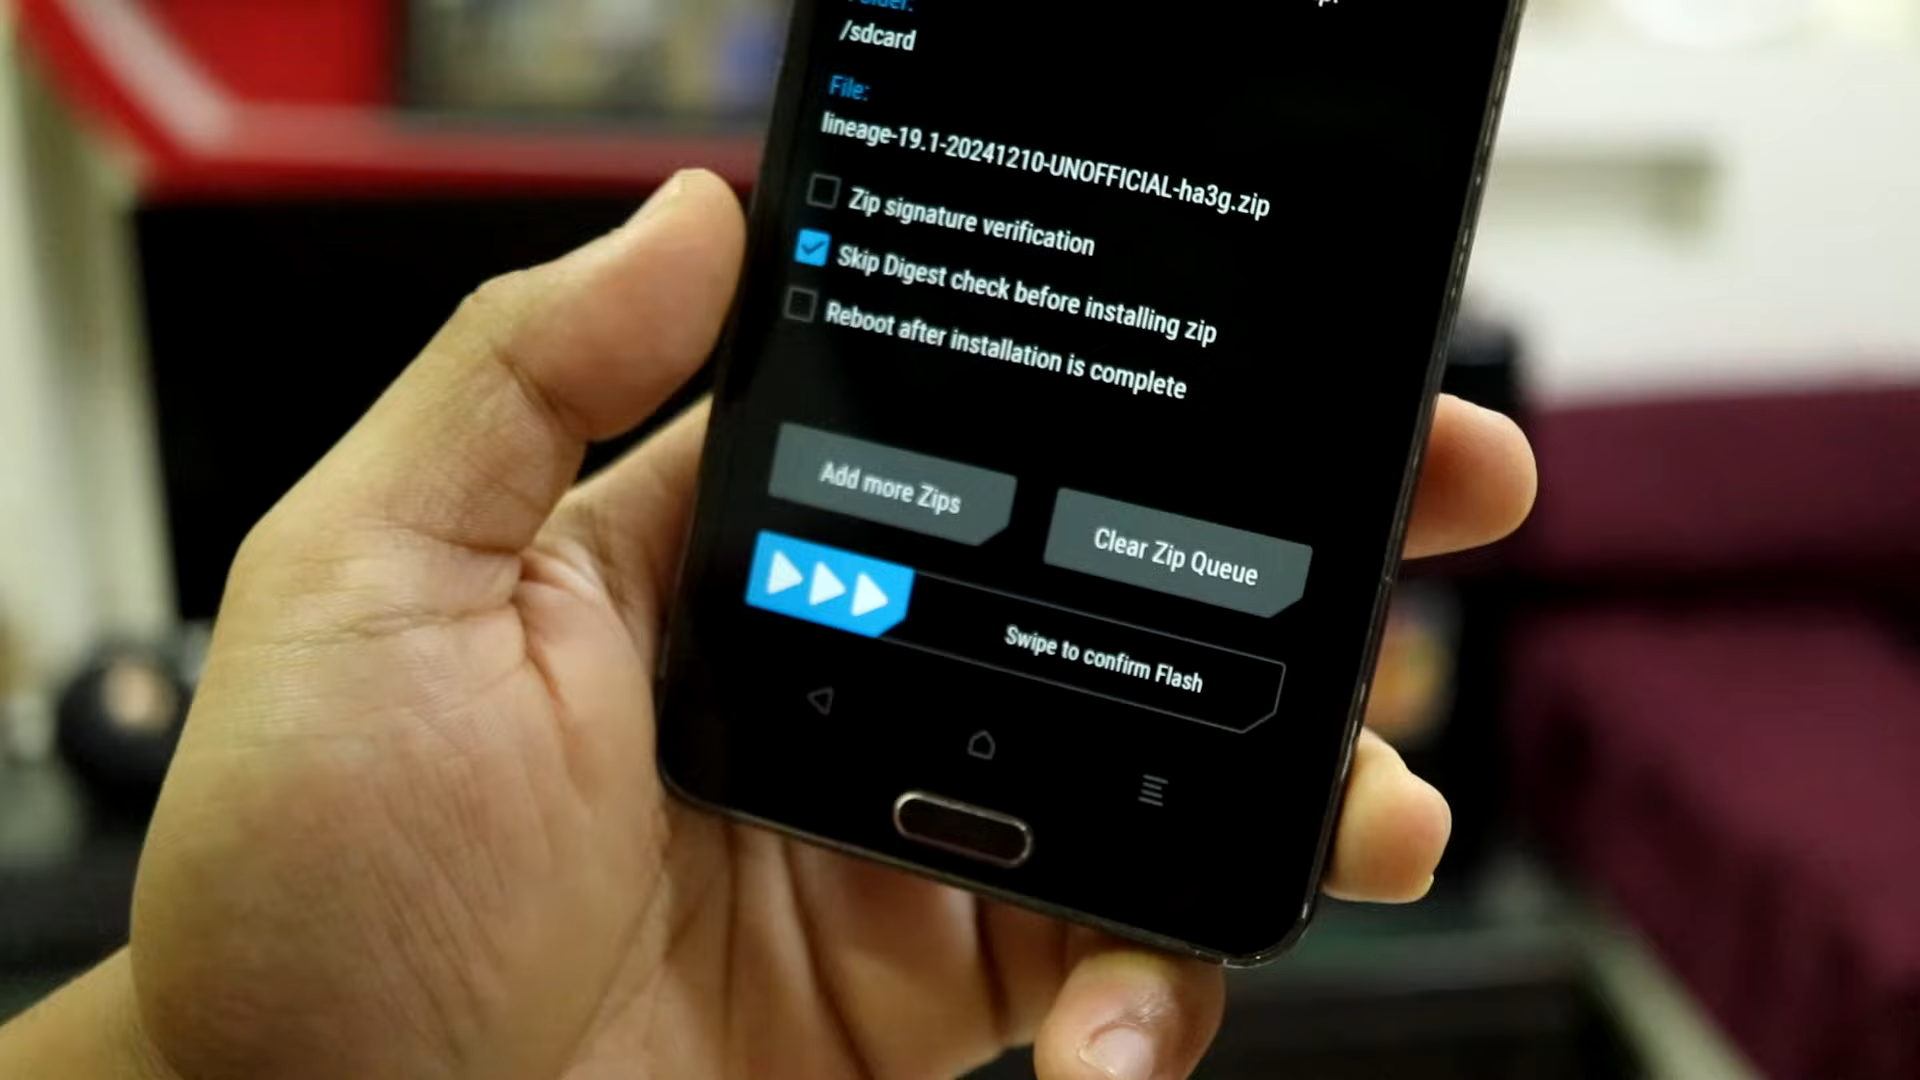 /sdcard
File:
lineage-19.1-20241210-UNOFFICIAL-ha3g.zip
Zip signature verification
Skip Digest check before installing zip
Reboot after installation is complete
Add more Zips
Clear Zip Queue
Swipe to confirm Flash